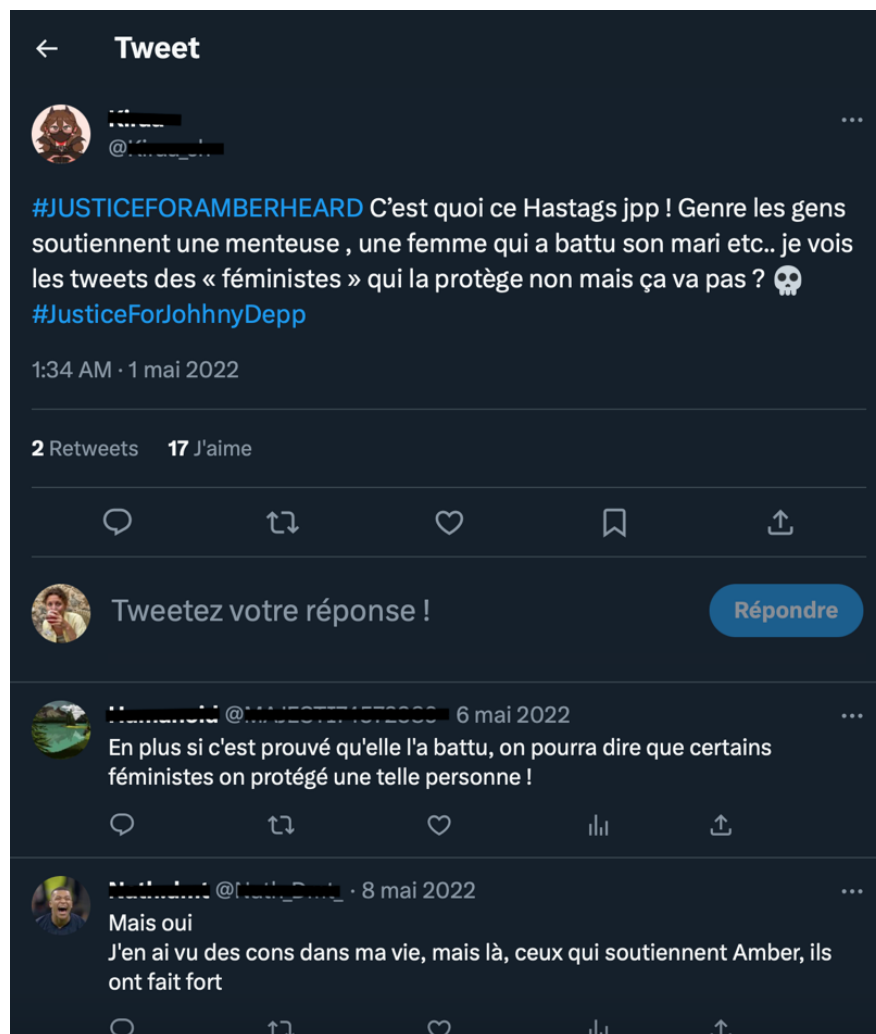 Tweet
@
#JUSTICEFORAMBERHEARD C’est quoi ce Hastags jpp ! Genre les gens
soutiennent une menteuse , une femme qui a battu son mari etc.. je vois
les tweets des « féministes » qui la protège non mais ça va pas ? 💀
#JusticeForJohhnyDepp
1:34 AM · 1 mai 2022
2 Retweets 17 J'aime
Tweetez votre réponse !
Répondre
@ 6 mai 2022
En plus si c'est prouvé qu'elle l'a battu, on pourra dire que certains
féministes on protégé une telle personne !
@ · 8 mai 2022
Mais oui
J'en ai vu des cons dans ma vie, mais là, ceux qui soutiennent Amber, ils
ont fait fort